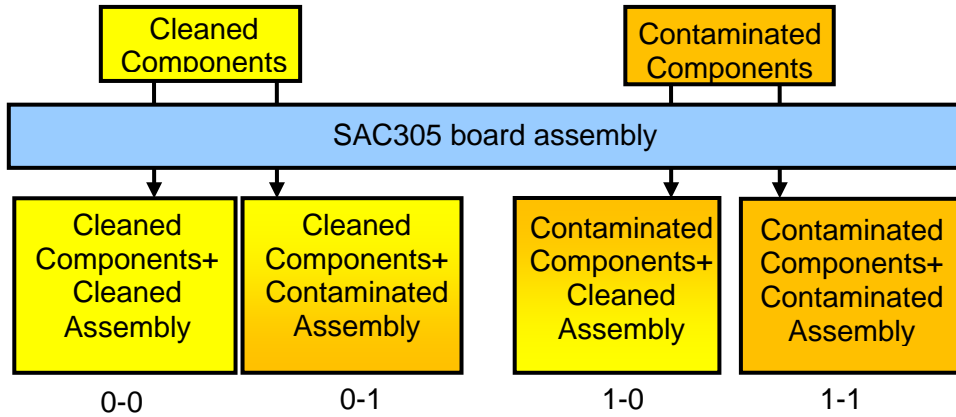 Cleaned
Components
Contaminated
Components
SAC305 board assembly
Cleaned
Components+
Cleaned
Assembly
Cleaned
Components+
Contaminated
Assembly
Contaminated
Components+
Cleaned
Assembly
Contaminated
Components+
Contaminated
Assembly
0-0
0-1
1-0
1-1